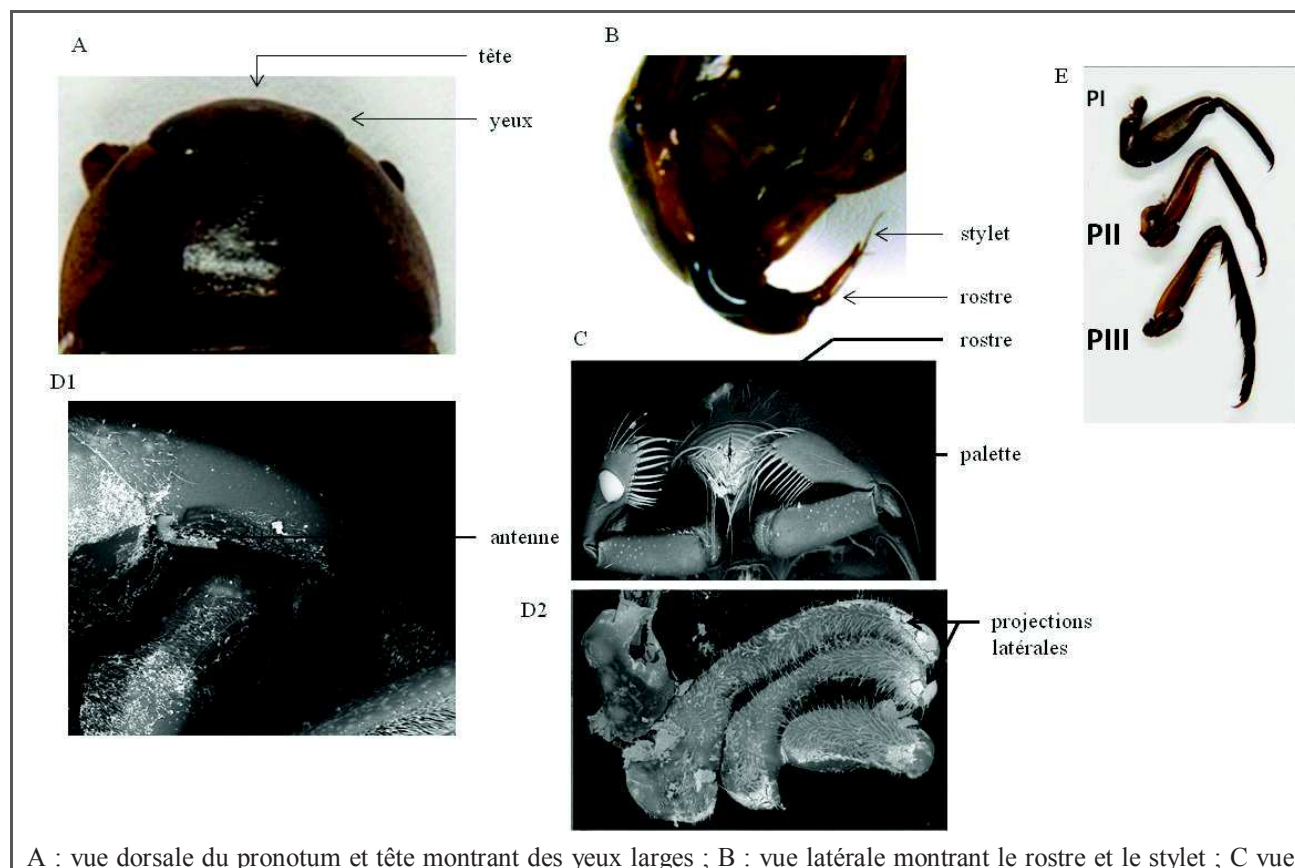 A
tête
yeux
B
stylet
rostre
E
PI
PII
PIII
C
rostre
palette
D1
antenne
D2
projections
latérales
A : vue dorsale du pronotum et tête montrant des yeux larges ; B : vue latérale montrant le rostre et le stylet ; C vue